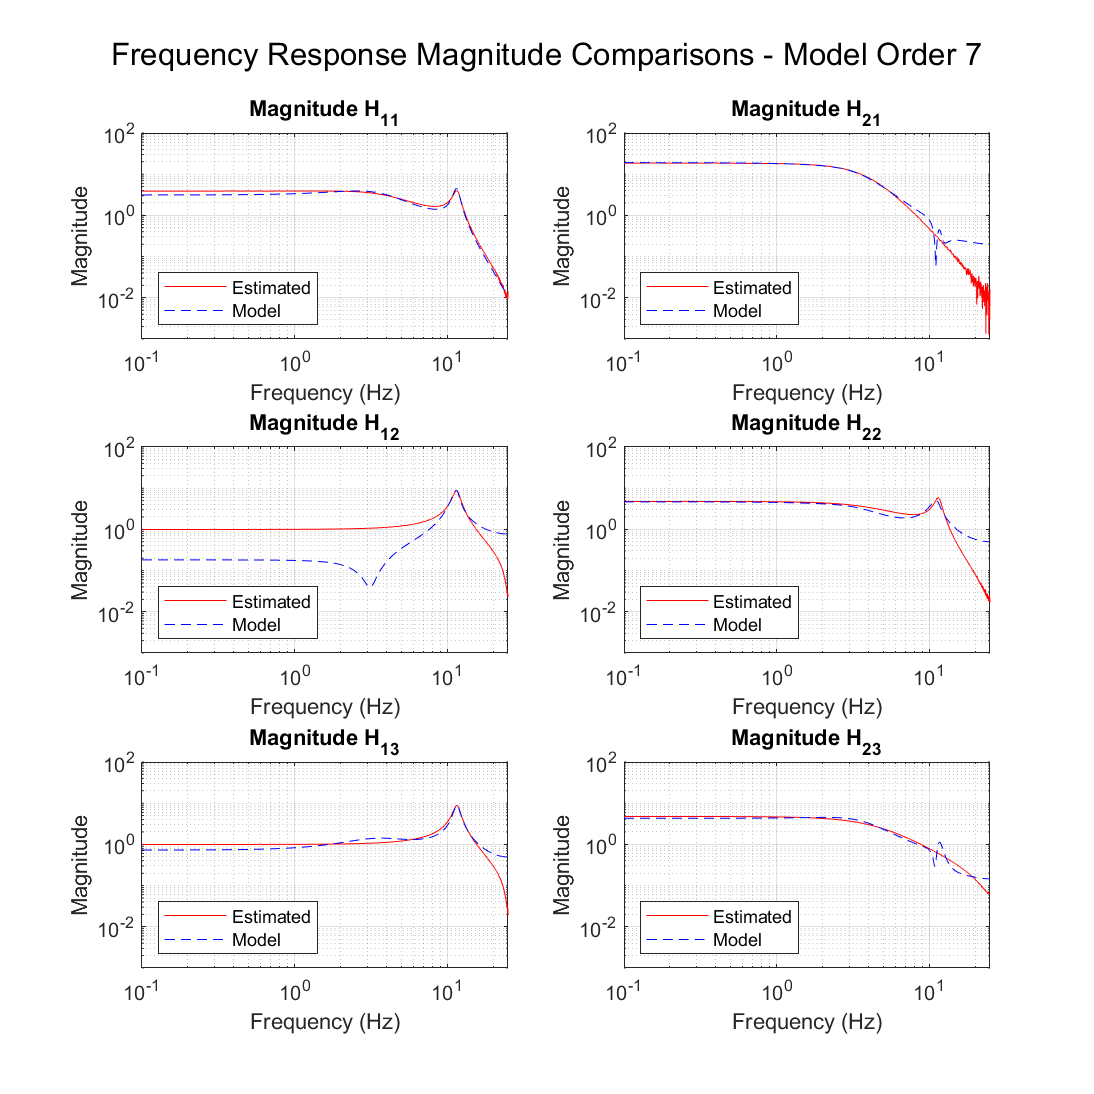 Frequency Response Magnitude Comparisons - Model Order 7
Magnitude H11
Magnitude
10^2
10^0
10^-2
Estimated
Model
10^-1
10^0
10^1
Frequency (Hz)
Magnitude H21
Magnitude
10^2
10^0
10^-2
Estimated
Model
10^-1
10^0
10^1
Frequency (Hz)
Magnitude H12
Magnitude
10^2
10^0
10^-2
Estimated
Model
10^-1
10^0
10^1
Frequency (Hz)
Magnitude H22
Magnitude
10^2
10^0
10^-2
Estimated
Model
10^-1
10^0
10^1
Frequency (Hz)
Magnitude H13
Magnitude
10^2
10^0
10^-2
Estimated
Model
10^-1
10^0
10^1
Frequency (Hz)
Magnitude H23
Magnitude
10^2
10^0
10^-2
Estimated
Model
10^-1
10^0
10^1
Frequency (Hz)